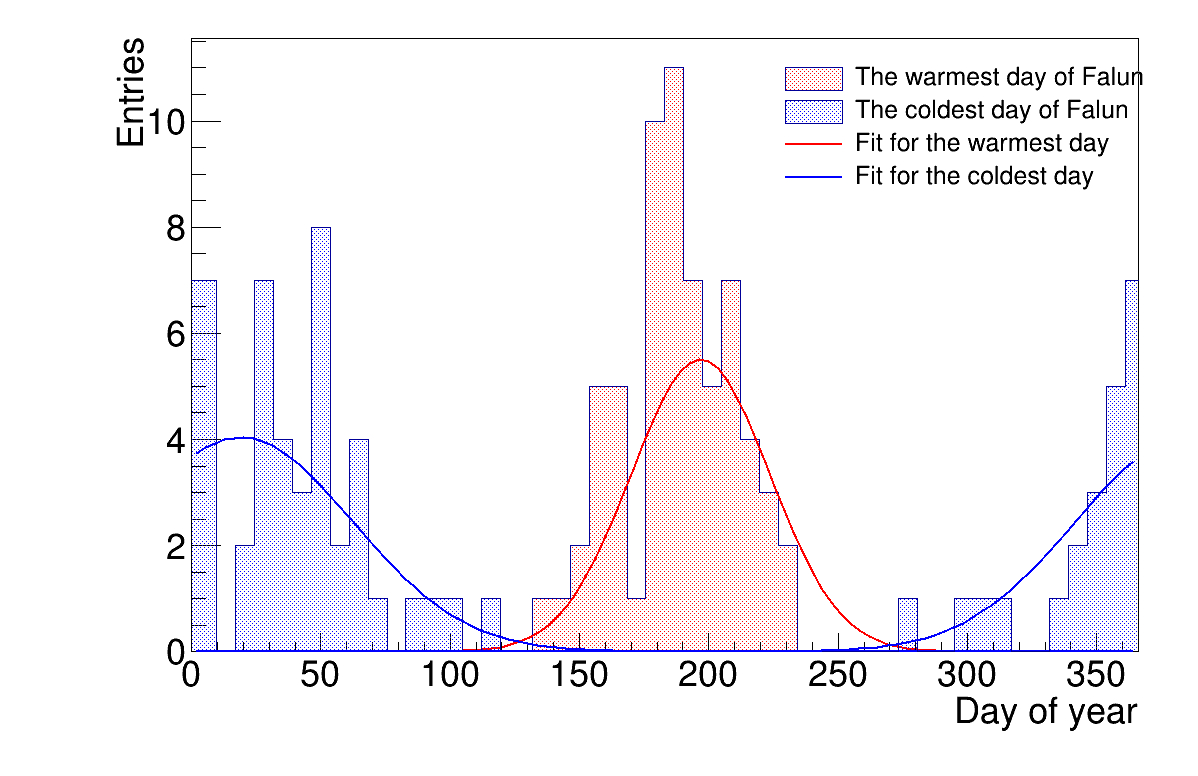 Entries
The warmest day of Falun
The coldest day of Falun
Fit for the warmest day
Fit for the coldest day
10
8
6
4
2
0
0 50 100 150 200 250 300 350
Day of year